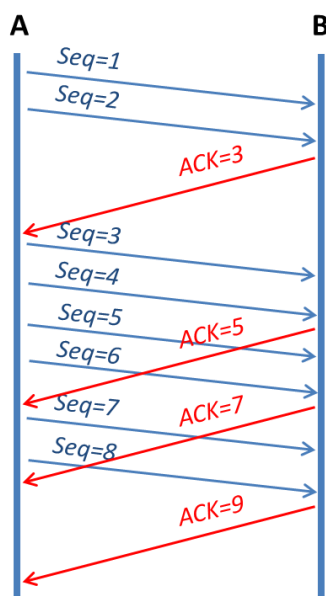 A
B
Seq=1
Seq=2
ACK=3
Seq=3
Seq=4
Seq=5
ACK=5
Seq=6
Seq=7
ACK=7
Seq=8
ACK=9